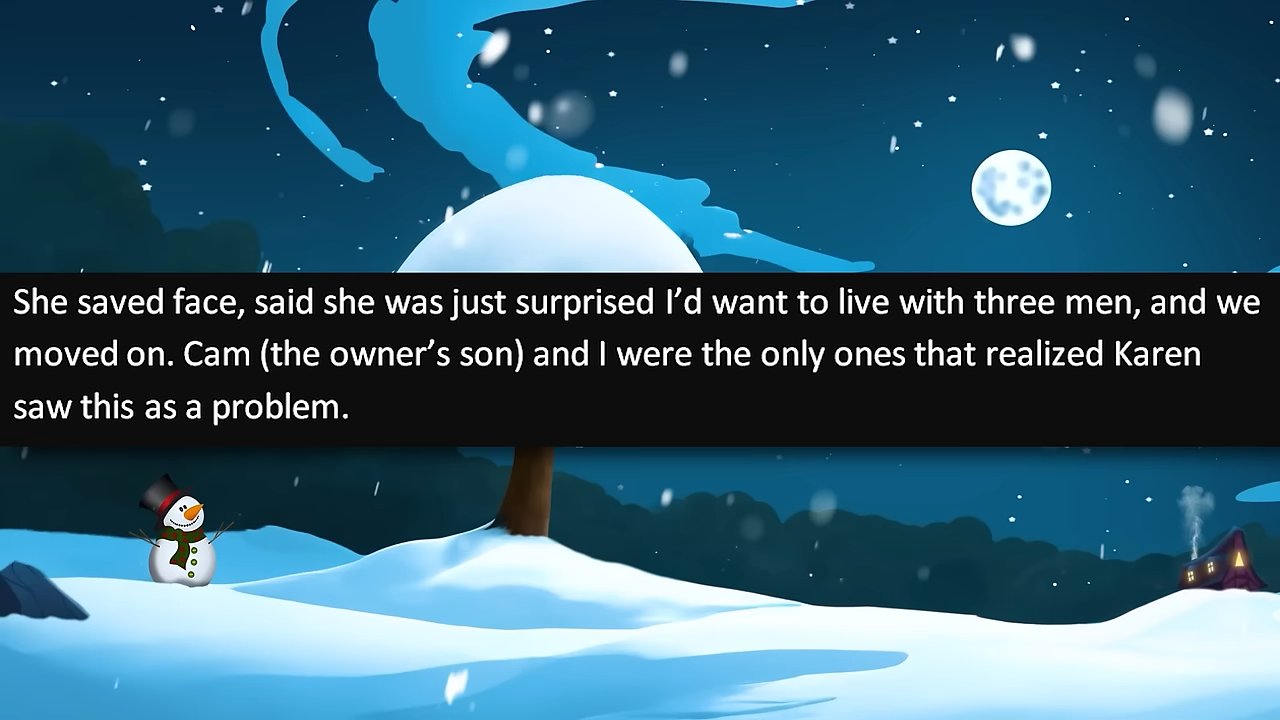 She saved face, said she was just surprised I’d want to live with three men, and we
moved on. Cam (the owner’s son) and I were the only ones that realized Karen
saw this as a problem.